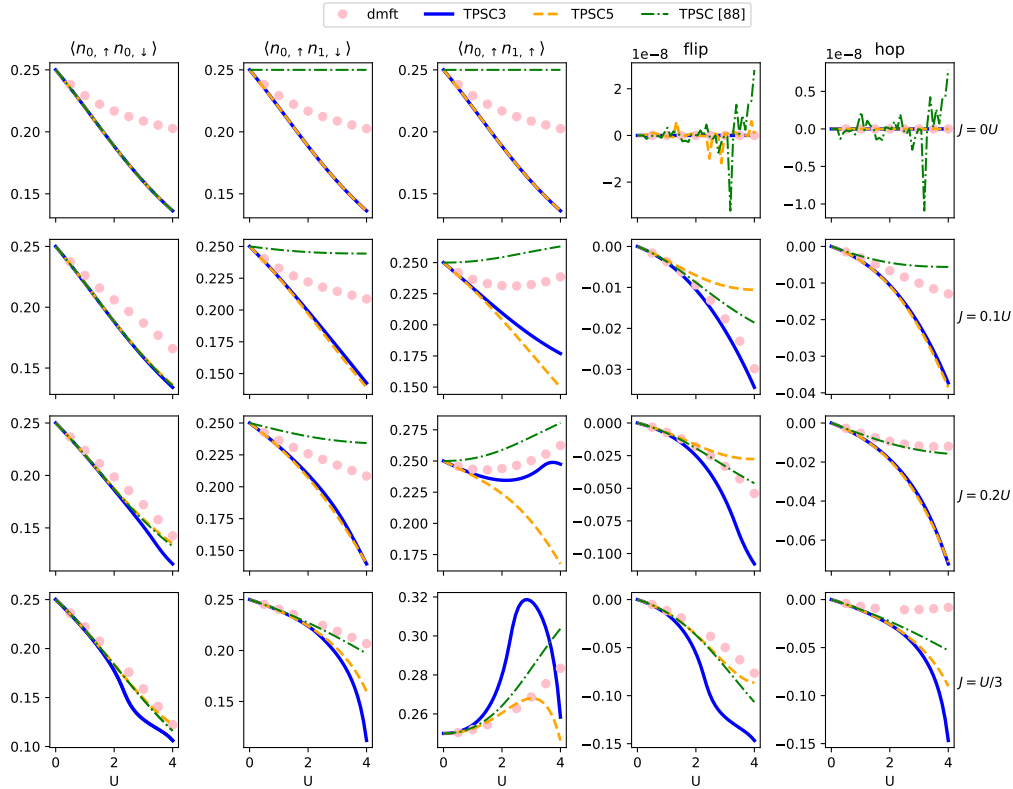 dmft TPSC3 TPSC5 TPSC [88]
⟨n0,↑n0,↓⟩ ⟨n0,↑n1,↓⟩ ⟨n0,↑n1,↑⟩ flip hop
1e−8 1e−8
0.25 0.20 0.15
0.25 0.20 0.15
0.25 0.20 0.15
2 0 −2
0.5 0.0 −0.5 −1.0
J = 0U
0.25 0.20 0.15
0.250 0.225 0.200 0.175 0.150
0.250 0.225 0.200 0.175 0.150
0.00 −0.01 −0.02 −0.03
0.00 −0.01 −0.02 −0.03 −0.04
J = 0.1U
0.25 0.20 0.15
0.250 0.225 0.200 0.175 0.150
0.275 0.250 0.225 0.200 0.175
0.000 −0.025 −0.050 −0.075 −0.100
0.00 −0.02 −0.04 −0.06
J = 0.2U
0.25 0.20 0.15 0.10
0.25 0.20 0.15
0.32 0.30 0.28 0.26
0.00 −0.05 −0.10 −0.15
0.00 −0.05 −0.10 −0.15
J = U/3
0 2 4 0 2 4 0 2 4 0 2 4 0 2 4
U U U U U